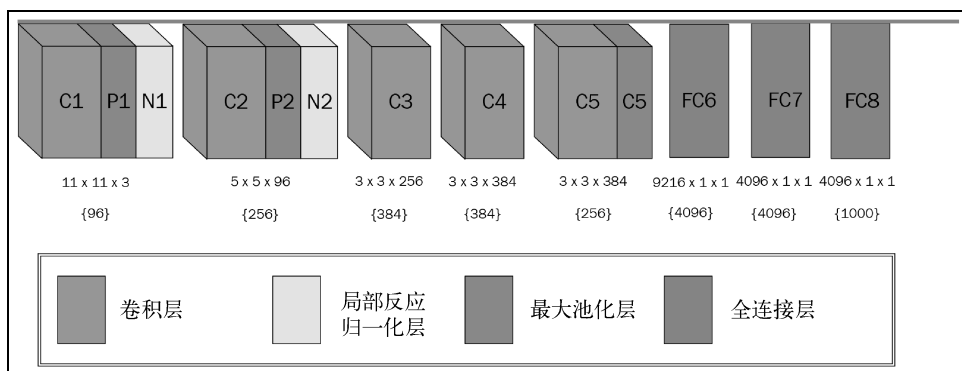 C1 P1 N1 C2 P2 N2 C3 C4 C5 C5 FC6 FC7 FC8
11 x 11 x 3 5 x 5 x 96 3 x 3 x 256 3 x 3 x 384 3 x 3 x 384 9216 x 1 x 1 4096 x 1 x 1 4096 x 1 x 1
{96} {256} {384} {384} {256} {4096} {4096} {1000}
卷积层
局部反应
归一化层
最大池化层
全连接层